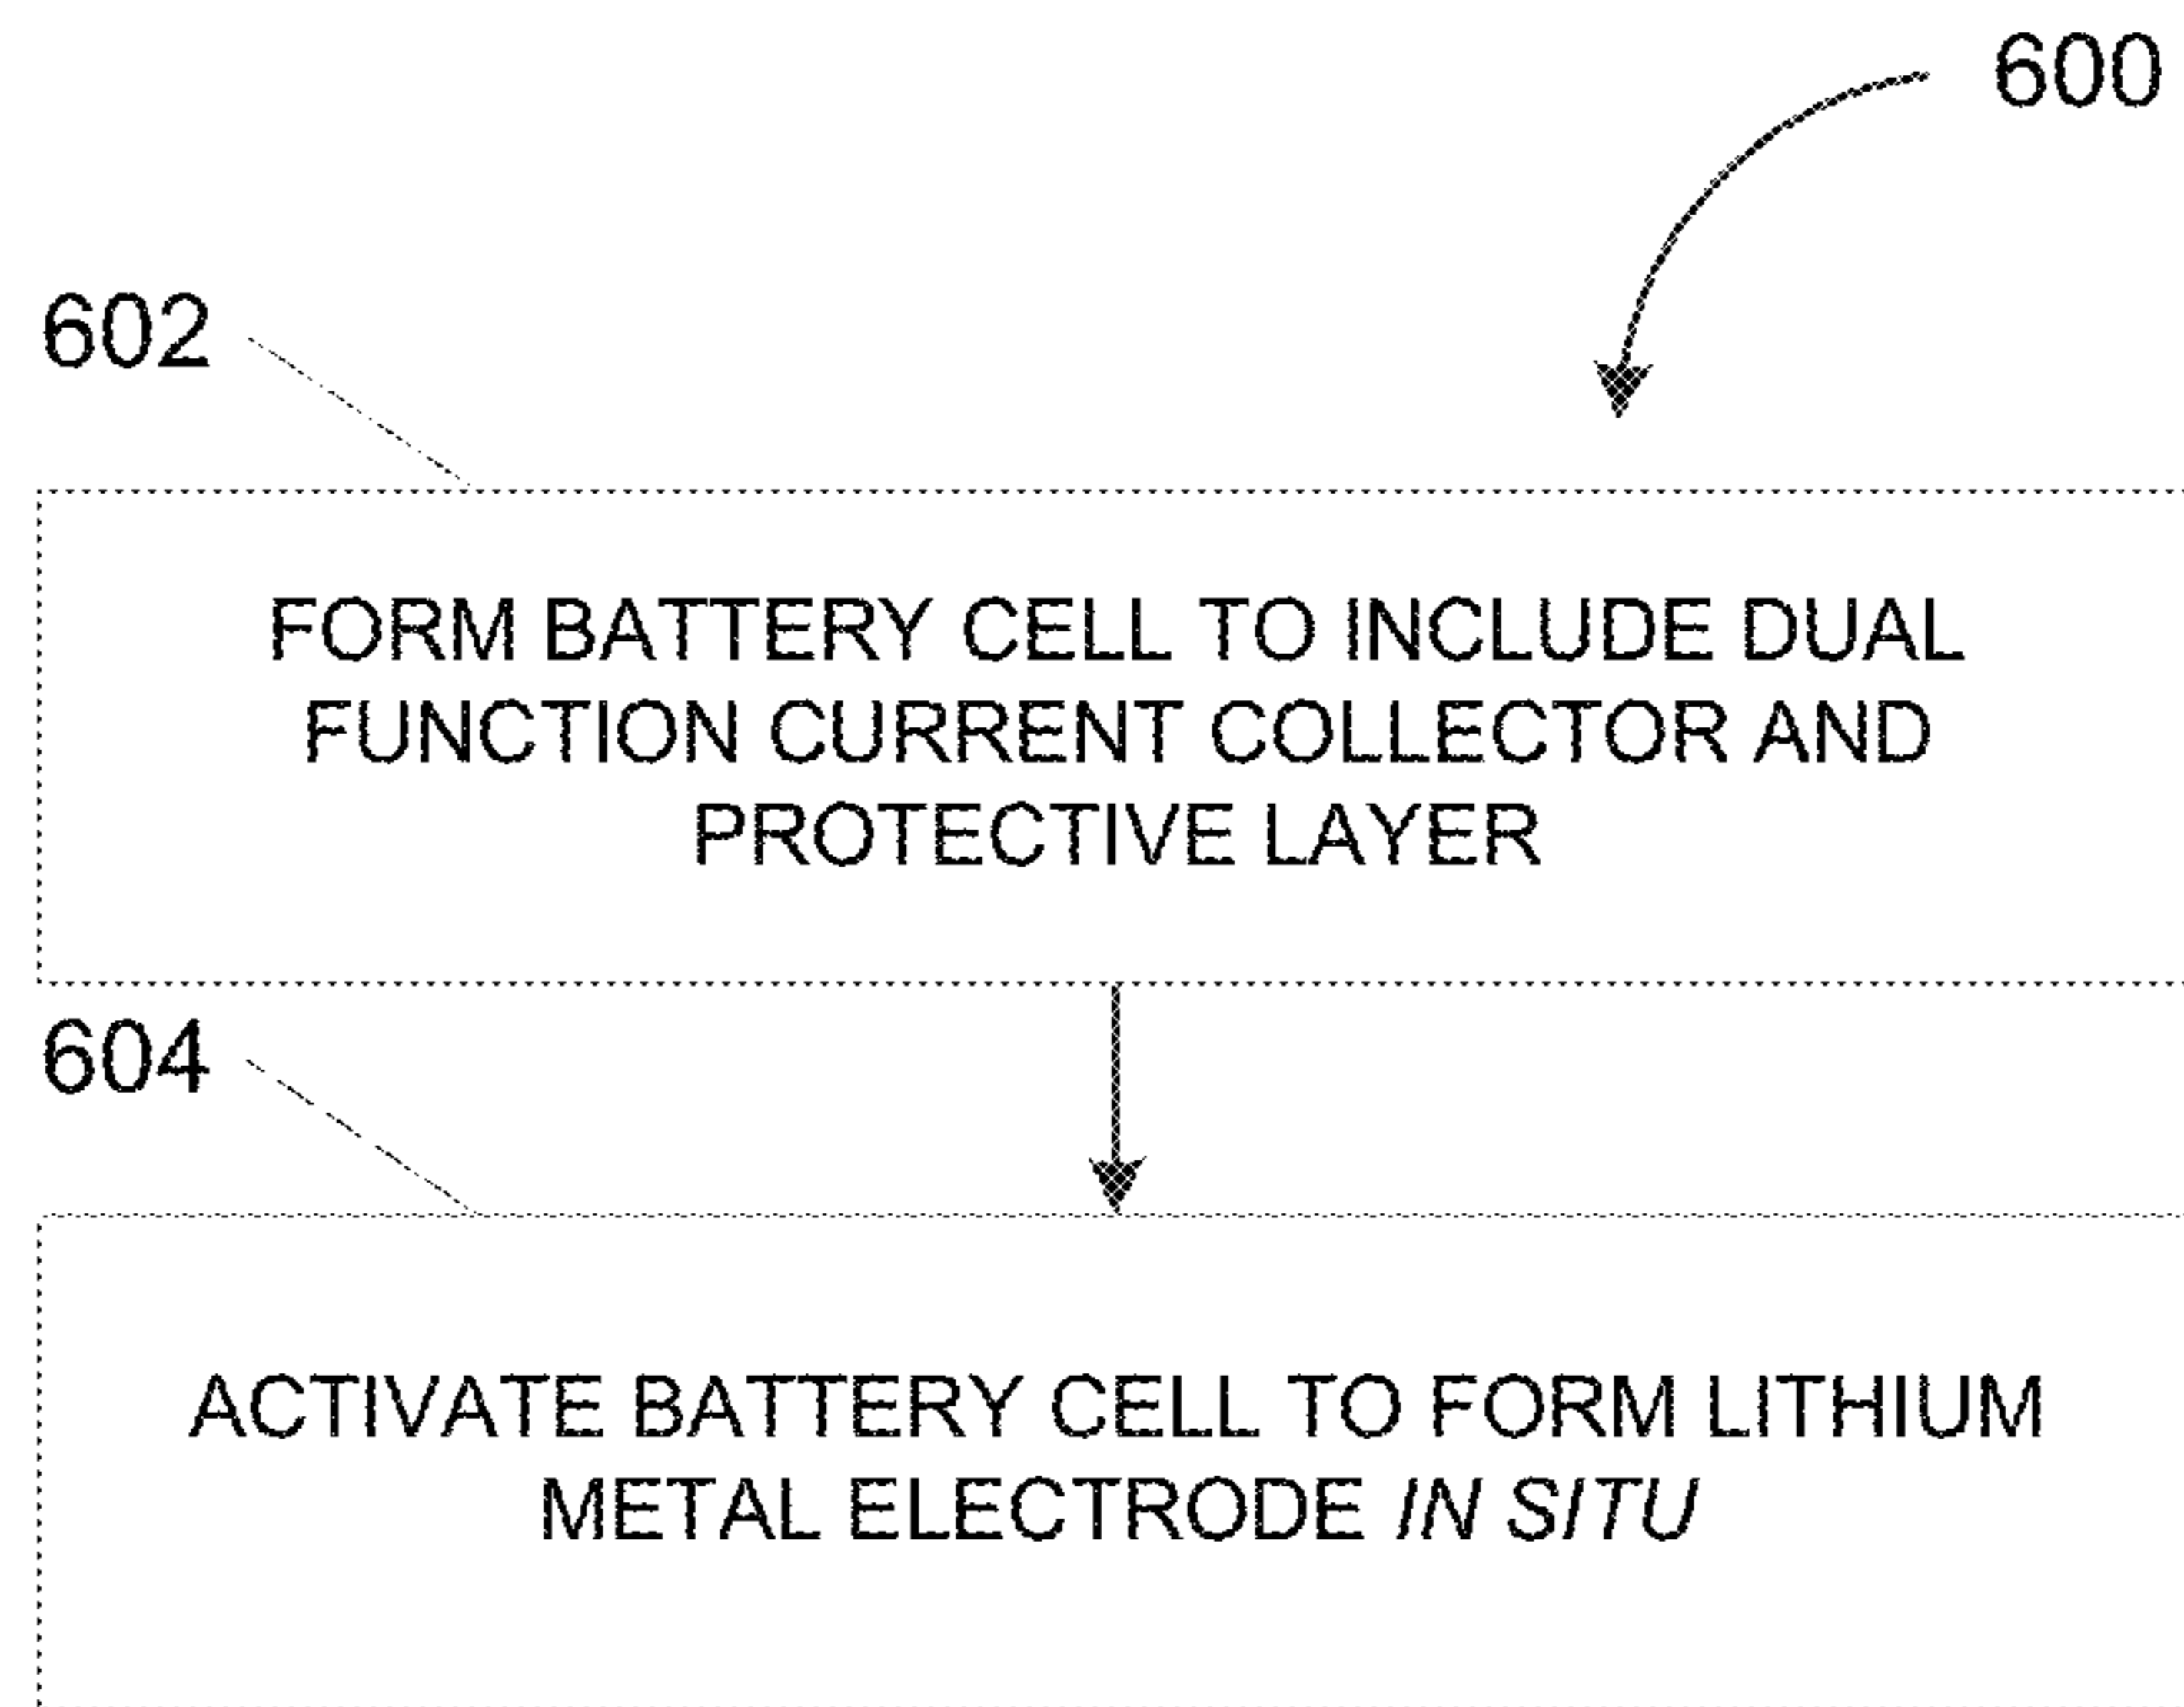 600
602
FORM BATTERY CELL TO INCLUDE DUAL
FUNCTION CURRENT COLLECTOR AND
PROTECTIVE LAYER
604
ACTIVATE BATTERY CELL TO FORM LITHIUM
METAL ELECTRODE IN SITU